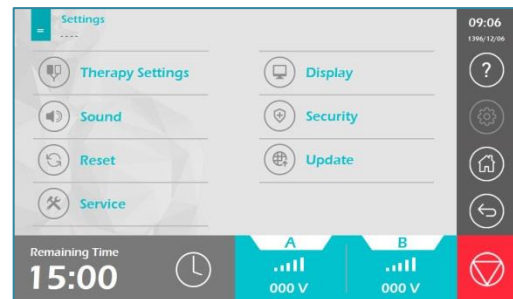 Settings
----
09:06
1396/12/06
Therapy Settings
Display
?
Sound
Security
Reset
Update
Service
Remaining Time
15:00
A
000 V
B
000 V